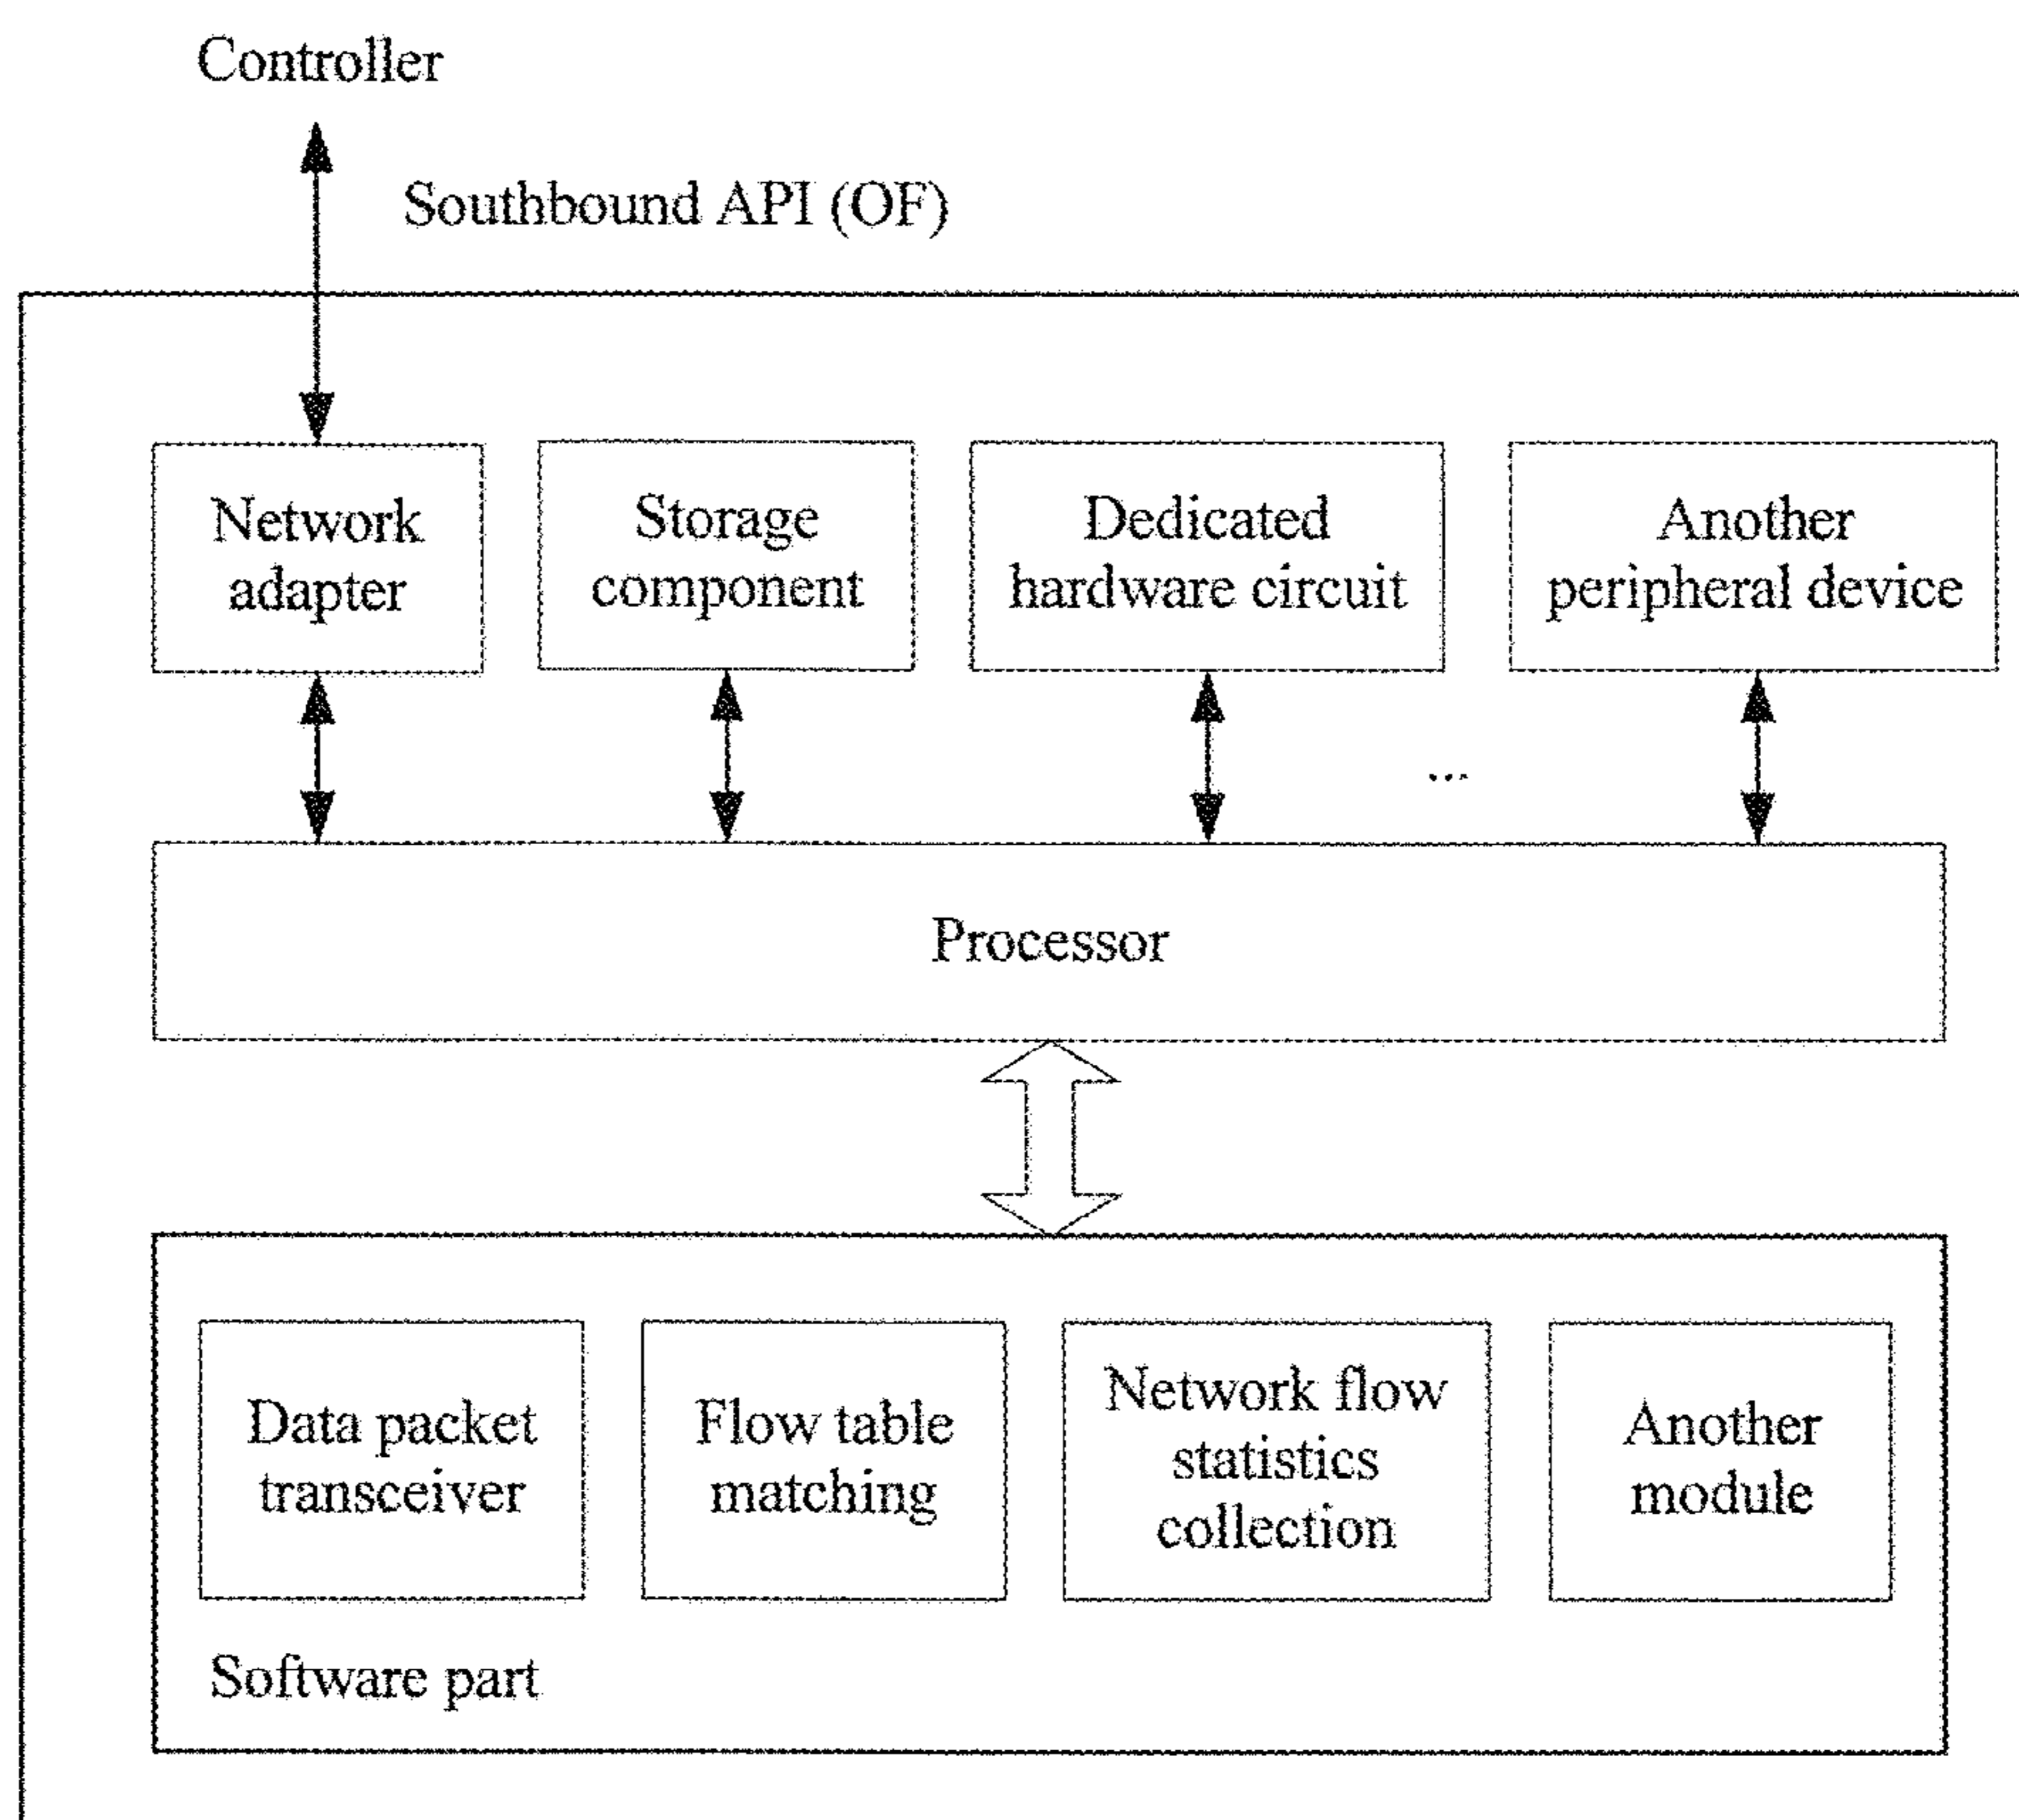 Controller
Southbound API (OF)
Network
adapter
Storage
component
Dedicated
hardware circuit
Another
peripheral device
...
Processor
Data packet
transceiver
Flow table
matching
Network flow
statistics
collection
Another
module
Software part